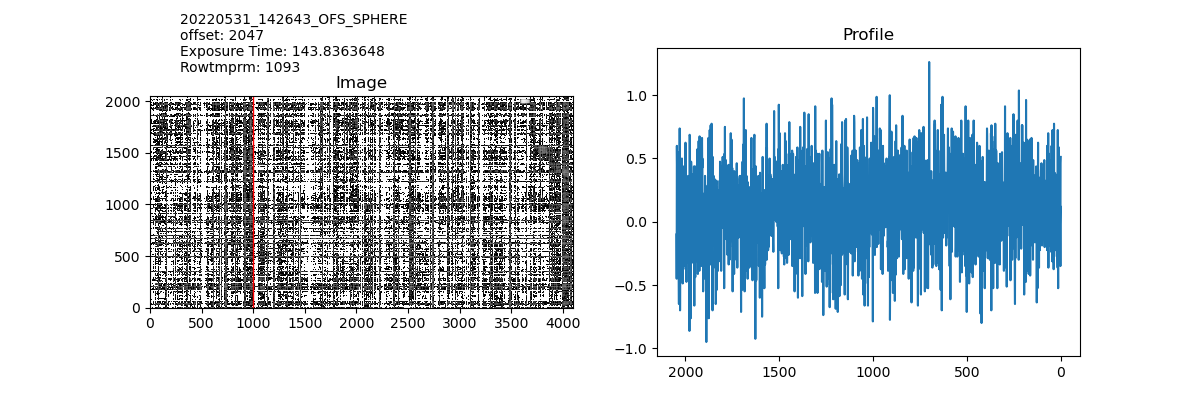 20220531_142643_OFS_SPHERE
offset: 2047
Exposure Time: 143.8363648
Rowtmprm: 1093
Image
2000
1500
1000
500
0
0 500 1000 1500 2000 2500 3000 3500 4000
Profile
1.0
0.5
0.0
−0.5
−1.0
2000 1500 1000 500 0